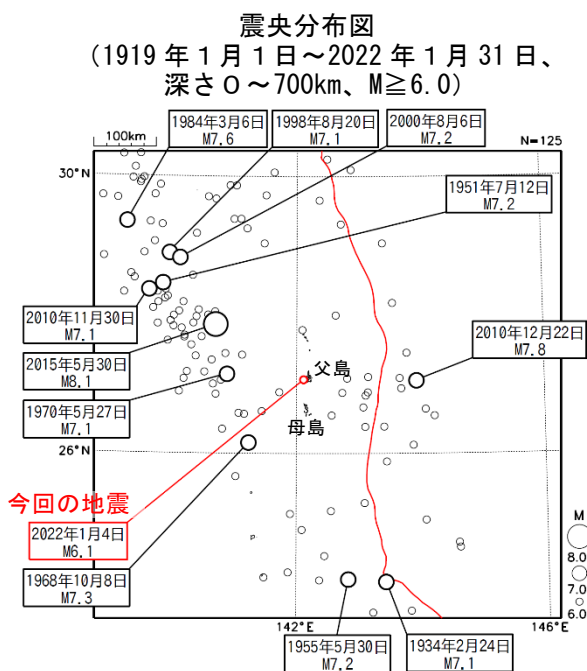 震央分布図
(1919年1月1日～2022年1月31日、
深さ０～700km、M≧6.0)
100km
1984年3月6日
M7.6
1998年8月20日
M7.1
2000年8月6日
M7.2
N=125
30°N
1951年7月12日
M7.2
2010年11月30日
M7.1
2015年5月30日
M8.1
1970年5月27日
M7.1
父島
2010年12月22日
M7.8
母島
26°N
今回の地震
2022年1月4日
M6.1
1968年10月8日
M7.3
M
8.0
7.0
6.0
142°E
146°E
1955年5月30日
M7.2
1934年2月24日
M7.1